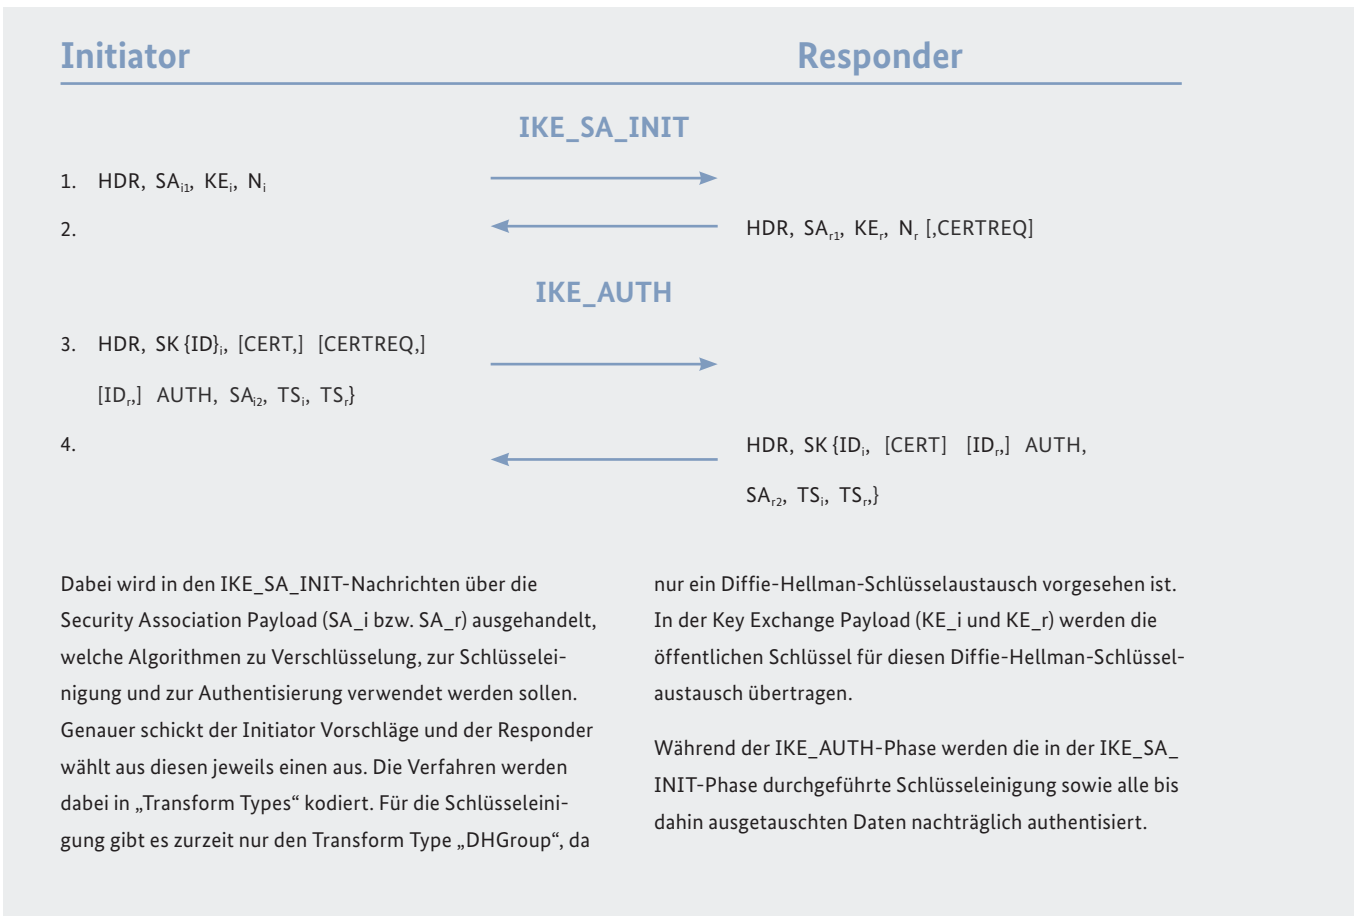 Initiator Responder
IKE_SA_INIT
1. HDR, SAi1, KEi, Ni
2. HDR, SAr1, KEr, Nr [,CERTREQ]
IKE_AUTH
3. HDR, SK {ID}i, [CERT,] [CERTREQ,]
[IDr,] AUTH, SAi2, TSi, TSr}
4. HDR, SK {IDi, [CERT] [IDr,] AUTH,
SAr2, TSi, TSr,}
Dabei wird in den IKE_SA_INIT-Nachrichten über die
Security Association Payload (SA_i bzw. SA_r) ausgehandelt,
welche Algorithmen zu Verschlüsselung, zur Schlüsselei-
nigung und zur Authentisierung verwendet werden sollen.
Genauer schickt der Initiator Vorschläge und der Responder
wählt aus diesen jeweils einen aus. Die Verfahren werden
dabei in „Transform Types“ kodiert. Für die Schlüsseleini-
gung gibt es zurzeit nur den Transform Type „DHGroup“, da
nur ein Diffie-Hellman-Schlüsselaustausch vorgesehen ist.
In der Key Exchange Payload (KE_i und KE_r) werden die
öffentlichen Schlüssel für diesen Diffie-Hellman-Schlüssel-
austausch übertragen.
Während der IKE_AUTH-Phase werden die in der IKE_SA_
INIT-Phase durchgeführte Schlüsseleinigung sowie alle bis
dahin ausgetauschten Daten nachträglich authentisiert.